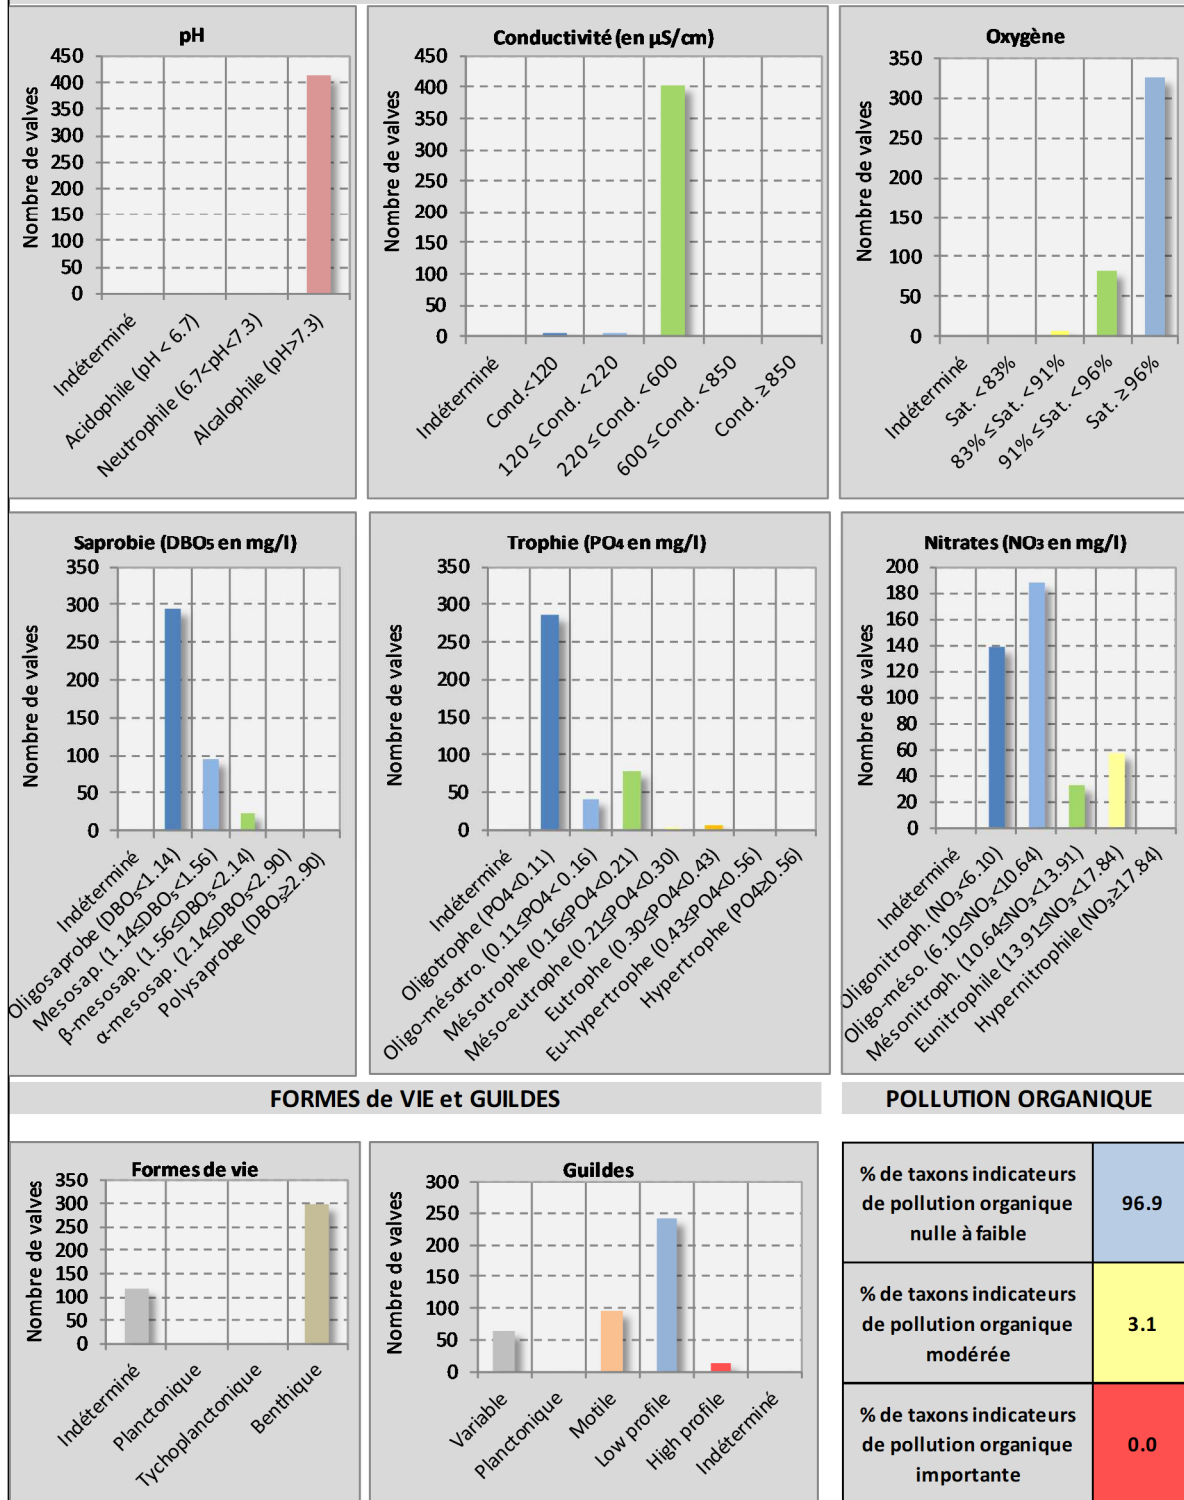 pH
Nombre de valves
450
400
350
300
250
200
150
100
50
0
Indéterminé
Acidophile (pH < 6.7)
Neutrophile (6.7<pH<7.3)
Alcalophile (pH>7.3)
Conductivité (en µS/cm)
Nombre de valves
450
400
350
300
250
200
150
100
50
0
Indéterminé
Cond.<120
120 ≤ Cond. < 220
220 ≤ Cond. < 600
600 ≤ Cond. < 850
Cond. ≥ 850
Oxygène
Nombre de valves
350
300
250
200
150
100
50
0
Indéterminé
Sat. < 83%
83% ≤ Sat. < 91%
91% ≤ Sat. < 96%
Sat. ≥ 96%
Saprobie (DBO₅ en mg/l)
Nombre de valves
350
300
250
200
150
100
50
0
Indéterminé
Oligosaprobe (DBO₅≤1.14)
Mesosap. (1.14≤DBO₅<1.56)
β-mesosap. (1.56≤DBO₅<2.14)
α-mesosap. (2.14≤DBO₅<2.90)
Polysaprobe (DBO₅≥2.90)
Trophie (PO4 en mg/l)
Nombre de valves
350
300
250
200
150
100
50
0
Indéterminé
Oligotrophe (PO4<0.11)
Oligo-mésotro. (0.11≤PO4< 0.16)
Mésotrophe (0.16≤PO4<0.21)
Méso-eutrophe (0.21≤PO4<0.30)
Eutrophe (0.30≤PO4<0.43)
Eu-hypertrophe (0.43≤PO4<0.56)
Hypertrophe (PO4≥0.56)
Nitrates (NO₃ en mg/l)
Nombre de valves
200
180
160
140
120
100
80
60
40
20
0
Indéterminé
Oligonitroph. (NO₃<6.10)
Oligo-méso. (6.10≤NO₃<10.64)
Mésonitroph. (10.64≤NO₃<13.91)
Eunitrophile (13.91≤NO₃<17.84)
Hypernitrophile (NO₃≥17.84)
FORMES de VIE et GUILDES
POLLUTION ORGANIQUE
Formes de vie
Nombre de valves
350
300
250
200
150
100
50
0
Indéterminé
Planctonique
Tychoplanctonique
Benthique
Guildes
Nombre de valves
300
250
200
150
100
50
0
Variable
Planctonique
Motile
Low profile
High profile
Indéterminé
% de taxons indicateurs
de pollution organique
nulle à faible
96.9
% de taxons indicateurs
de pollution organique
modérée
3.1
% de taxons indicateurs
de pollution organique
importante
0.0